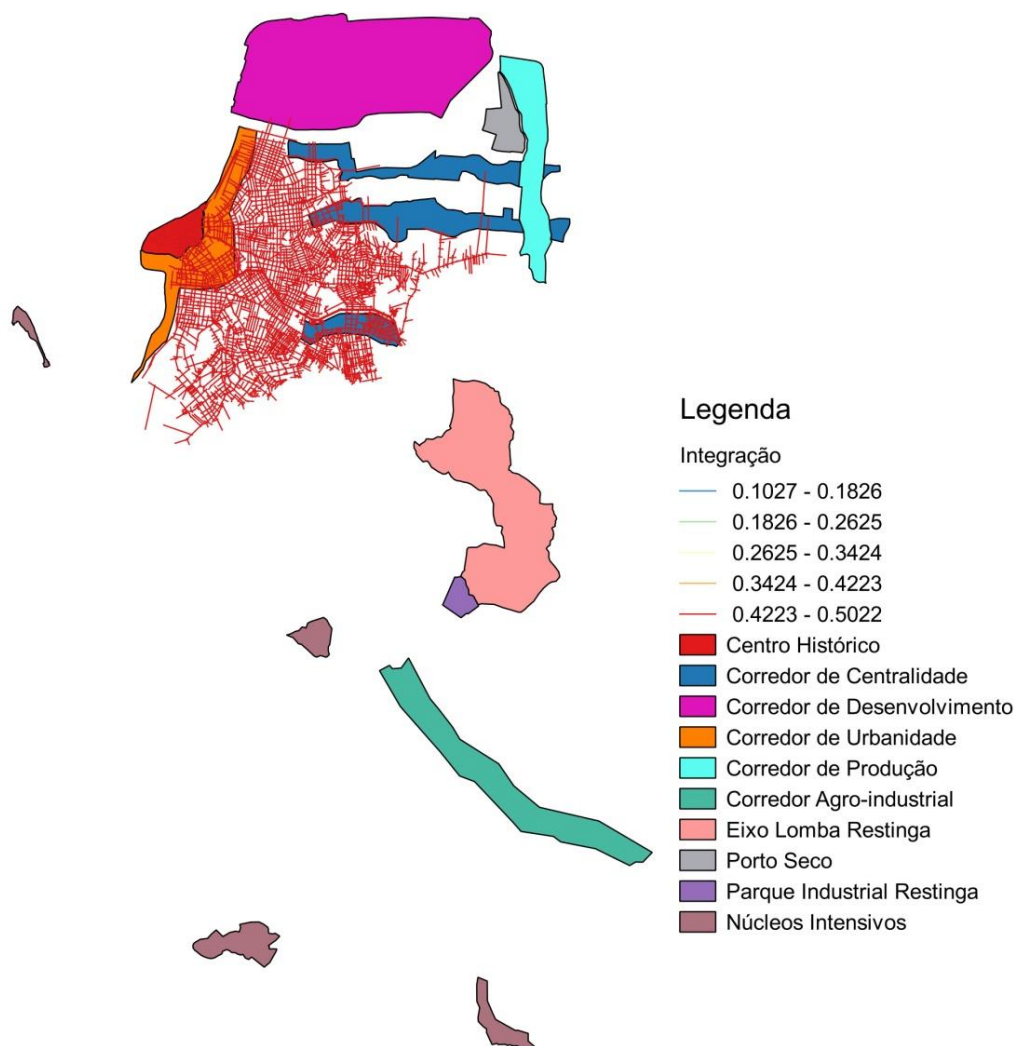 Legenda
Integração
0.1027 - 0.1826
0.1826 - 0.2625
0.2625 - 0.3424
0.3424 - 0.4223
0.4223 - 0.5022
Centro Histórico
Corredor de Centralidade
Corredor de Desenvolvimento
Corredor de Urbanidade
Corredor de Produção
Corredor Agro-industrial
Eixo Lomba Restinga
Porto Seco
Parque Industrial Restinga
Núcleos Intensivos